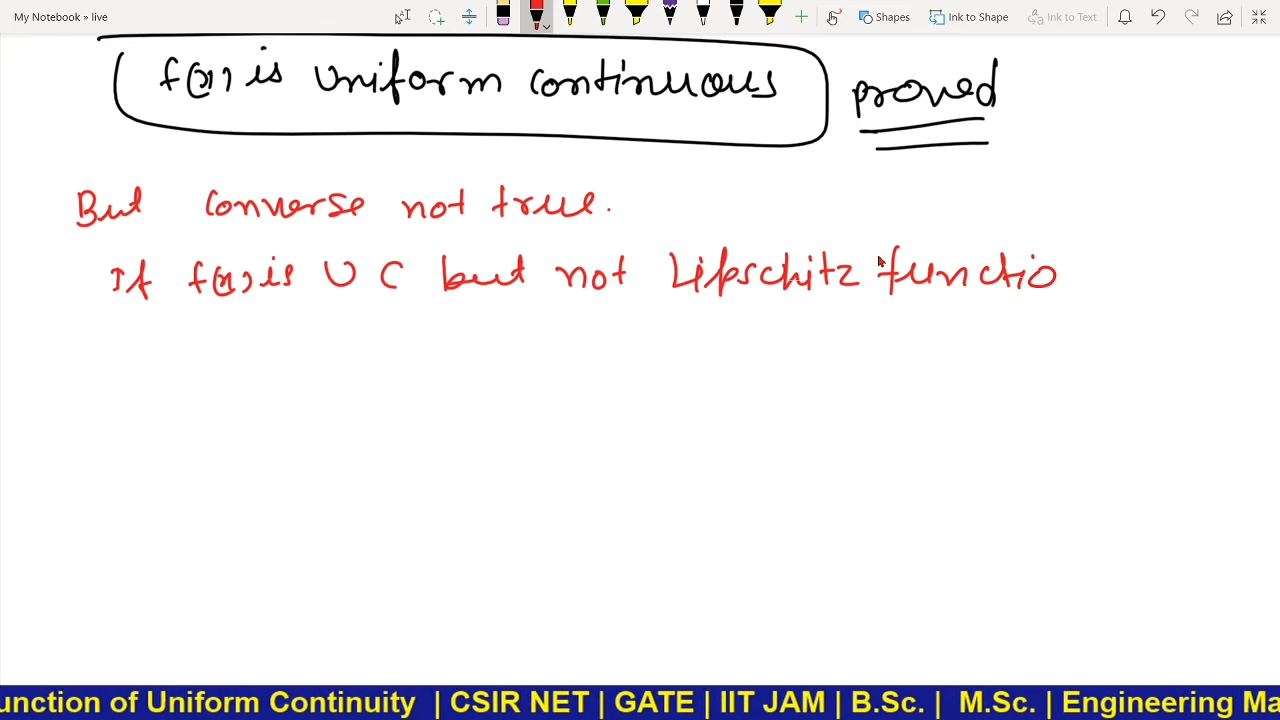 My Notebook » live
Shapes Ink to Shape Ink to Text
f(x) is uniform continuous proved
But converse not true.
If f(x) is U C but not Lipschitz functio
unction of Uniform Continuity | CSIR NET | GATE | IIT JAM | B.Sc. | M.Sc. | Engineering Ma